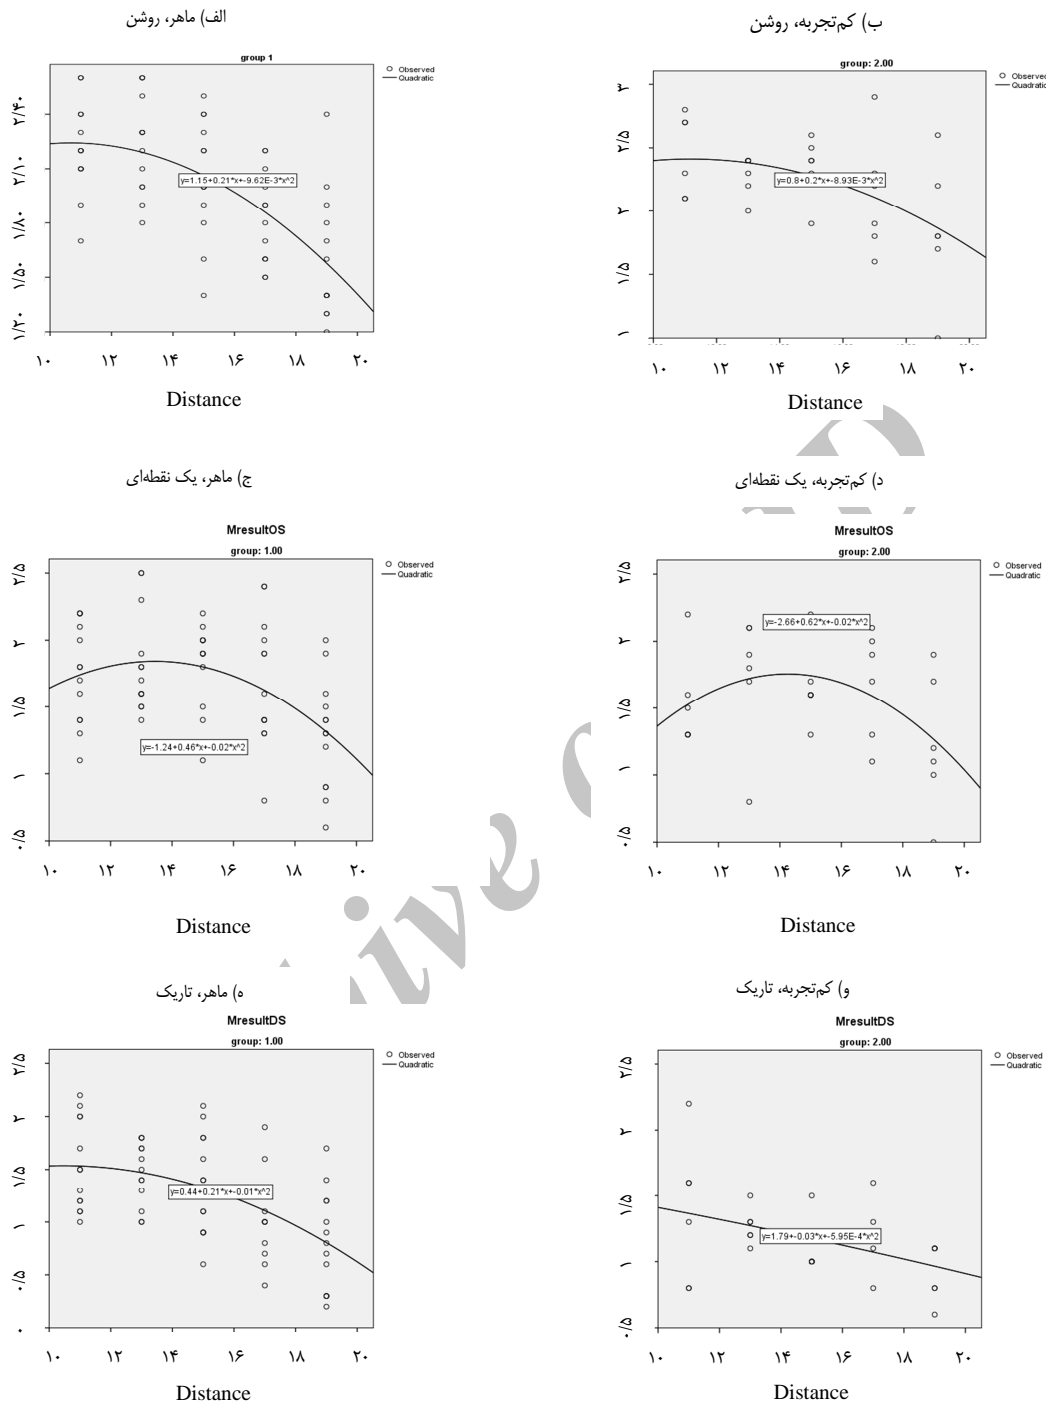 الف) ماهر، روشن
group 1
Observed
Quadratic
۲/۴۰
۲/۱۰
۱/۸۰
۱/۵۰
۱/۲۰
y=1.15+0.21*x+-9.62E-3*x^2
۱۰ ۱۲ ۱۴ ۱۶ ۱۸ ۲۰
Distance
ب) کم‌تجربه، روشن
group: 2.00
Observed
Quadratic
۳
۲/۵
۲
۱/۵
۱
y=0.8+0.2*x+-8.93E-3*x^2
۱۰ ۱۲ ۱۴ ۱۶ ۱۸ ۲۰
Distance
ج) ماهر، یک نقطه‌ای
MresultOS
group: 1.00
Observed
Quadratic
۲/۵
۲
۱/۵
۱
۰/۵
y=-1.24+0.46*x+-0.02*x^2
۱۰ ۱۲ ۱۴ ۱۶ ۱۸ ۲۰
Distance
د) کم‌تجربه، یک نقطه‌ای
MresultOS
group: 2.00
Observed
Quadratic
۲/۵
۲
۱/۵
۱
۰/۵
y=-2.66+0.62*x+-0.02*x^2
۱۰ ۱۲ ۱۴ ۱۶ ۱۸ ۲۰
Distance
ه) ماهر، تاریک
MresultDS
group: 1.00
Observed
Quadratic
۲/۵
۲
۱/۵
۱
۰/۵
۰
y=0.44+0.21*x+-0.01*x^2
۱۰ ۱۲ ۱۴ ۱۶ ۱۸ ۲۰
Distance
و) کم‌تجربه، تاریک
MresultDS
group: 2.00
Observed
Quadratic
۲/۵
۲
۱/۵
۱
۰/۵
y=1.79+-0.03*x+-5.95E-4*x^2
۱۰ ۱۲ ۱۴ ۱۶ ۱۸ ۲۰
Distance